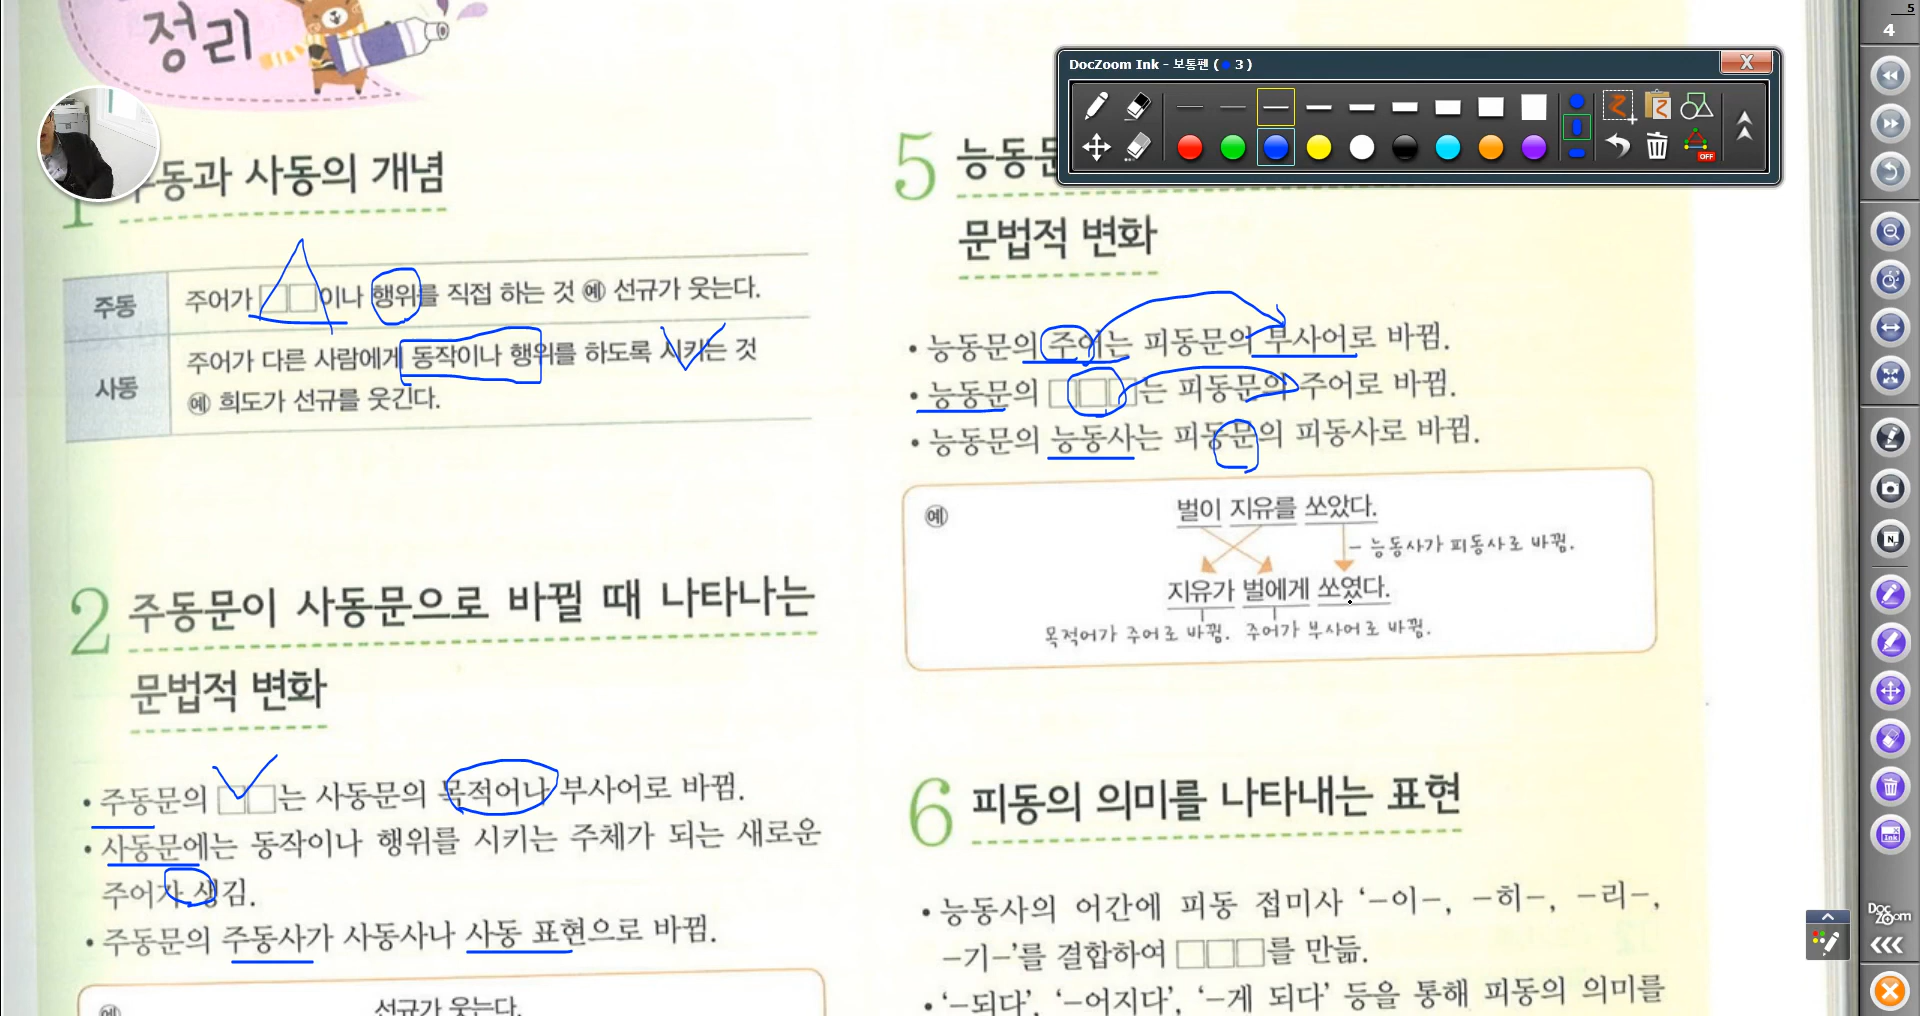 정리
동과 사동의 개념
주동
주어가 □□이나 행위를 직접 하는 것 예 선규가 웃는다.
사동
주어가 다른 사람에게 동작이나 행위를 하도록 시키는 것
예 희도가 선규를 웃긴다.
2 주동문이 사동문으로 바뀔 때 나타나는
문법적 변화
• 주동문의 □□는 사동문의 목적어나 부사어로 바뀜.
• 사동문에는 동작이나 행위를 시키는 주체가 되는 새로운
주어가 생김.
• 주동문의 주동사가 사동사나 사동 표현으로 바뀜.
예
선규가 웃는다.
5 능동문
문법적 변화
• 능동문의 주어는 피동문의 부사어로 바뀜.
• 능동문의 □□□는 피동문의 주어로 바뀜.
• 능동문의 능동사는 피동문의 피동사로 바뀜.
예
벌이 지유를 쏘았다.
- 능동사가 피동사로 바뀜.
지유가 벌에게 쏘였다.
목적어가 주어로 바뀜. 주어가 부사어로 바뀜.
6 피동의 의미를 나타내는 표현
• 능동사의 어간에 피동 접미사 ‘-이-, -히-, -리-,
-기-’를 결합하여 □□□를 만듦.
• ‘-되다’, ‘-어지다’, ‘-게 되다’ 등을 통해 피동의 의미를
DocZoom Ink - 보통펜 ( 3 )
X
OFF
5
4
N
Ink
DocZoom